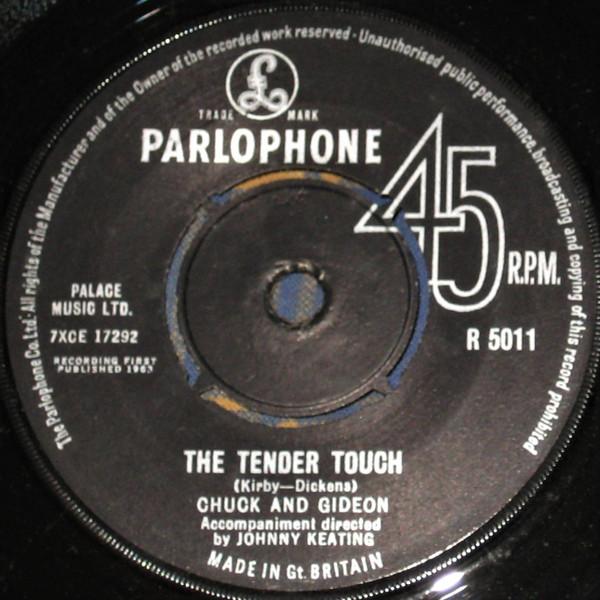 The Parlophone Co. Ltd. All rights of the Manufacturer and of the Owner of the recorded work reserved · Unauthorised public performance, broadcasting and copying of this record prohibited
£
TRADE MARK
PARLOPHONE
45
R.P.M.
PALACE
MUSIC LTD.
7XCE 17292
R 5011
RECORDING FIRST
PUBLISHED 1963
THE TENDER TOUCH
(Kirby—Dickens)
CHUCK AND GIDEON
Accompaniment directed
by JOHNNY KEATING
MADE IN Gt. BRITAIN